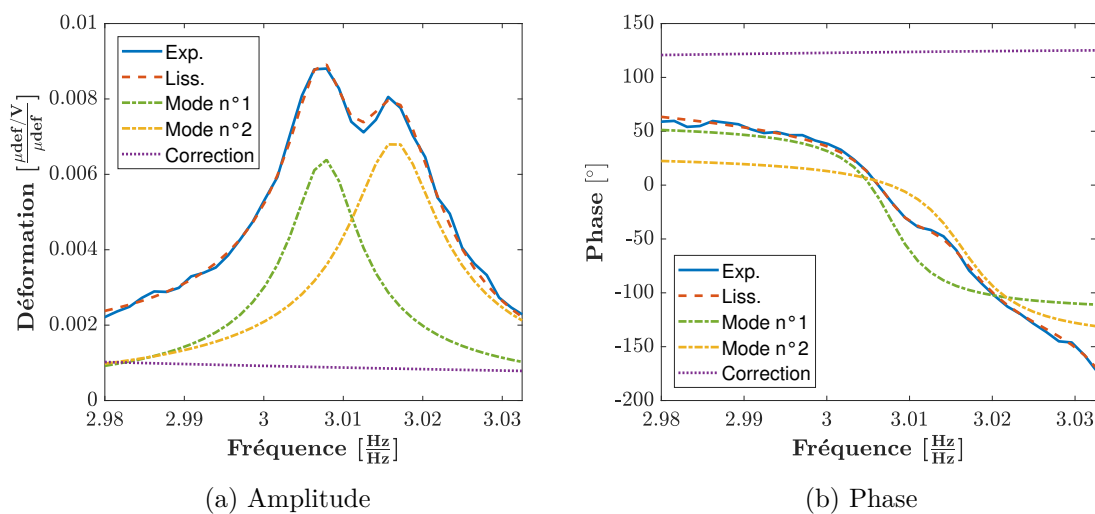 0.01
0.008
0.006
0.004
0.002
0
Déformation [μdef/V / μdef]
Exp.
Liss.
Mode n°1
Mode n°2
Correction
2.98 2.99 3 3.01 3.02 3.03
Fréquence [Hz/Hz]
(a) Amplitude
150
100
50
0
-50
-100
-150
-200
Phase [°]
Exp.
Liss.
Mode n°1
Mode n°2
Correction
2.98 2.99 3 3.01 3.02 3.03
Fréquence [Hz/Hz]
(b) Phase